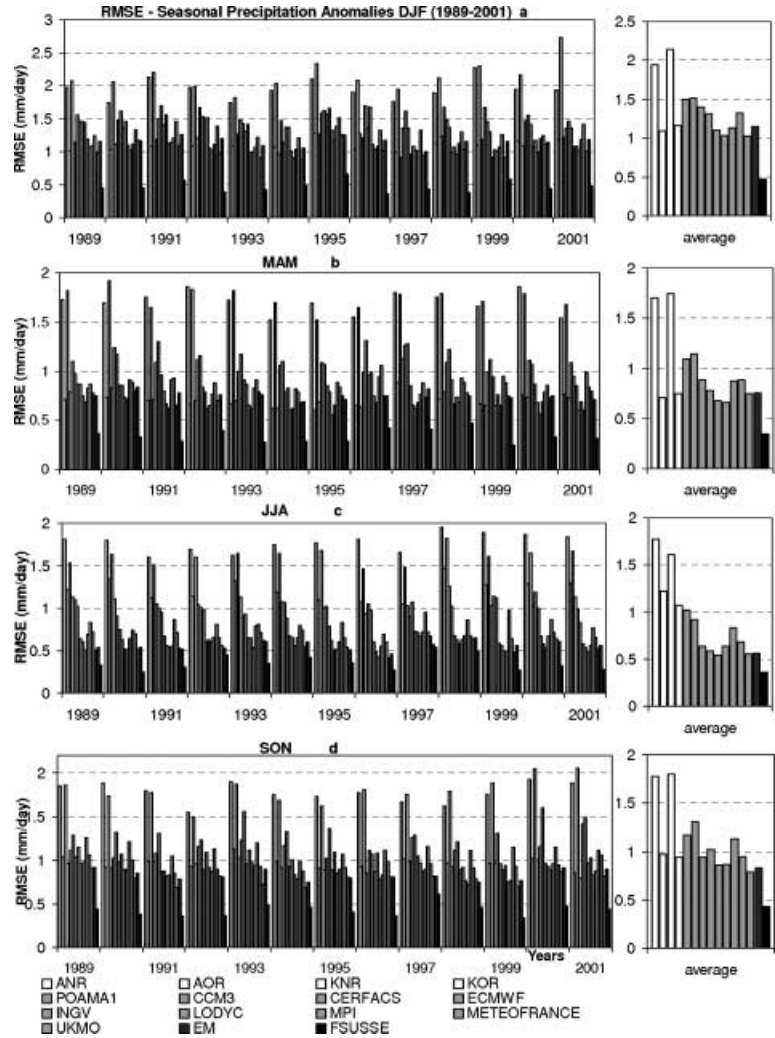 RMSE - Seasonal Precipitation Anomalies DJF (1989-2001) a
RMSE (mm/day)
3
2.5
2
1.5
1
0.5
0
1989 1991 1993 1995 1997 1999 2001
2.5
2
1.5
1
0.5
0
average
MAM b
RMSE (mm/day)
2
1.5
1
0.5
0
1989 1991 1993 1995 1997 1999 2001
2
1.5
1
0.5
0
average
JJA c
RMSE (mm/day)
2
1.5
1
0.5
0
1989 1991 1993 1995 1997 1999 2001
2
1.5
1
0.5
0
average
SON d
RMSE (mm/day)
2
1.5
1
0.5
0
Years
1989 1991 1993 1995 1997 1999 2001
2
1.5
1
0.5
0
average
ANR AOR KNR KOR
POAMA1 CCM3 CERFACS ECMWF
INGV LODYC MPI METEOFRANCE
UKMO EM FSUSSE